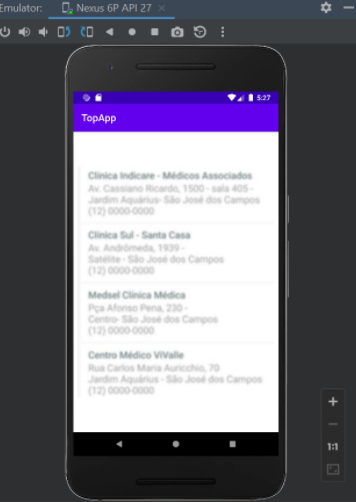 Emulator: Nexus 6P API 27
5:27
TopApp
Clínica Indicare - Médicos Associados
Av. Cassiano Ricardo, 1500 - sala 405 -
Jardim Aquárius- São José dos Campos
(12) 0000-0000
Clínica Sul - Santa Casa
Av. Andrômeda, 1939 -
Satélite - São José dos Campos
(12) 0000-0000
Medsel Clínica Médica
Pça Afonso Pena, 230 -
Centro- São José dos Campos
(12) 0000-0000
Centro Médico ViValle
Rua Carlos Maria Auricchio, 70
Jardim Aquárius - São José dos Campos
(12) 0000-0000
1:1